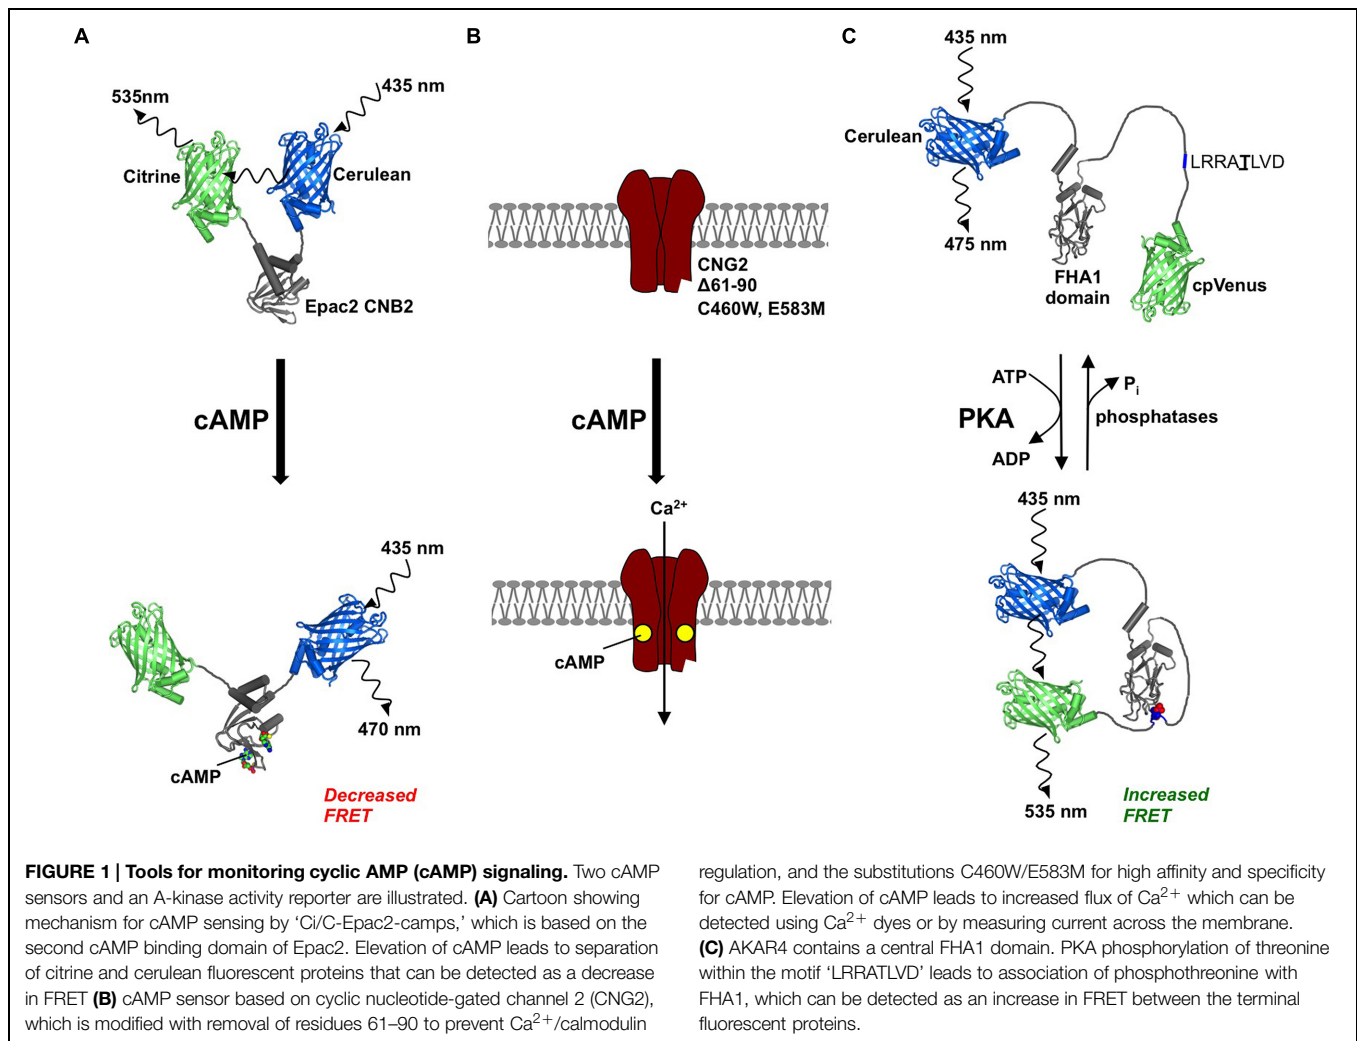 A
B
C
535nm
435 nm
Citrine
Cerulean
Epac2 CNB2
cAMP
435 nm
470 nm
cAMP
Decreased
FRET
CNG2
Δ61-90
C460W, E583M
cAMP
Ca2+
cAMP
435 nm
Cerulean
475 nm
LRRATLVD
FHA1
domain
cpVenus
ATP
PKA
ADP
Pi
phosphatases
435 nm
535 nm
Increased
FRET
FIGURE 1 | Tools for monitoring cyclic AMP (cAMP) signaling. Two cAMP
sensors and an A-kinase activity reporter are illustrated. (A) Cartoon showing
mechanism for cAMP sensing by ‘Ci/C-Epac2-camps,’ which is based on the
second cAMP binding domain of Epac2. Elevation of cAMP leads to separation
of citrine and cerulean fluorescent proteins that can be detected as a decrease
in FRET (B) cAMP sensor based on cyclic nucleotide-gated channel 2 (CNG2),
which is modified with removal of residues 61–90 to prevent Ca2+/calmodulin
regulation, and the substitutions C460W/E583M for high affinity and specificity
for cAMP. Elevation of cAMP leads to increased flux of Ca2+ which can be
detected using Ca2+ dyes or by measuring current across the membrane.
(C) AKAR4 contains a central FHA1 domain. PKA phosphorylation of threonine
within the motif ‘LRRATLVD’ leads to association of phosphothreonine with
FHA1, which can be detected as an increase in FRET between the terminal
fluorescent proteins.